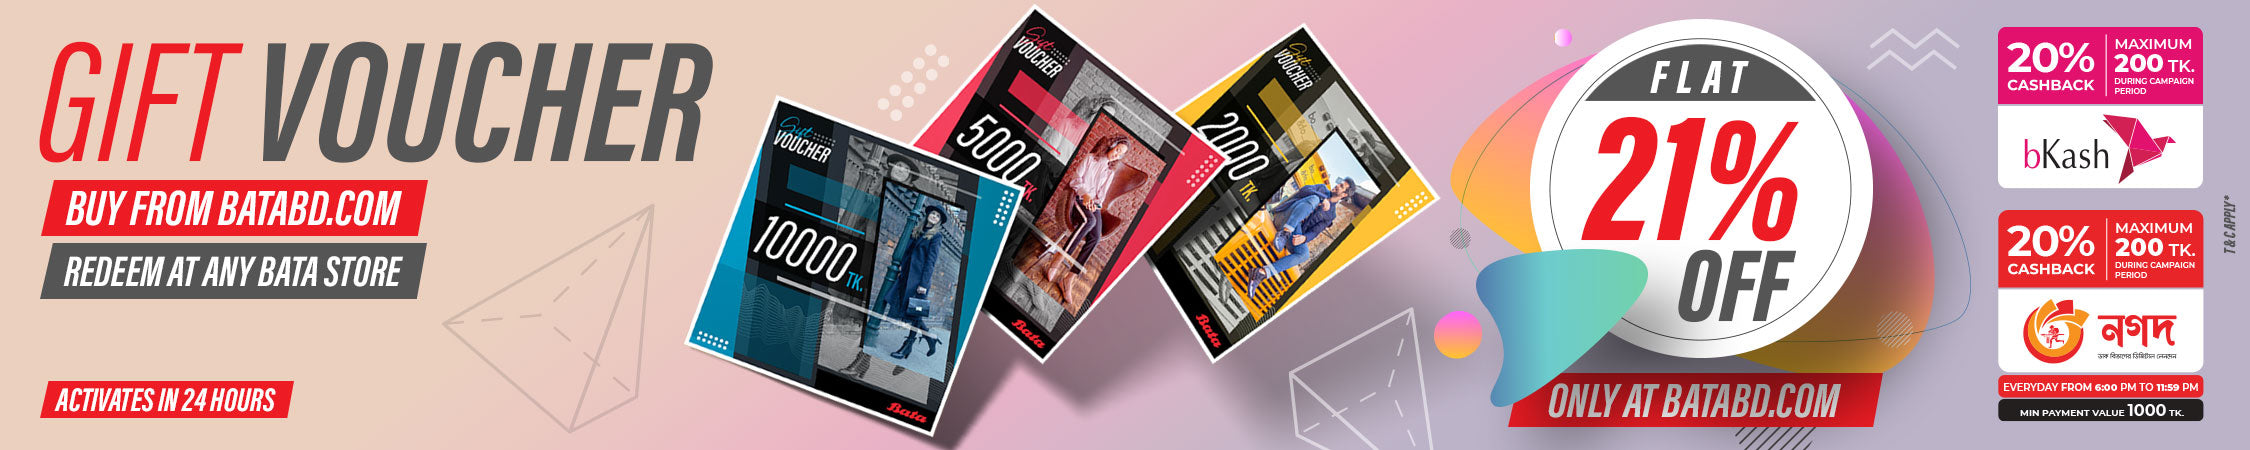 GIFT VOUCHER
BUY FROM BATABD.COM
REDEEM AT ANY BATA STORE
ACTIVATES IN 24 HOURS
Gift
VOUCHER
10000 TK.
Bata
Gift
VOUCHER
5000 TK.
Bata
Gift
VOUCHER
2000 TK.
Bata
FLAT
21%
OFF
ONLY AT BATABD.COM
20%
CASHBACK
MAXIMUM
200 TK.
DURING CAMPAIGN
PERIOD
bKash
20%
CASHBACK
MAXIMUM
200 TK.
DURING CAMPAIGN
PERIOD
নগদ
ডাক বিভাগের ডিজিটাল লেনদেন
EVERYDAY FROM 6:00 PM TO 11:59 PM
MIN PAYMENT VALUE 1000 TK.
T & C APPLY*